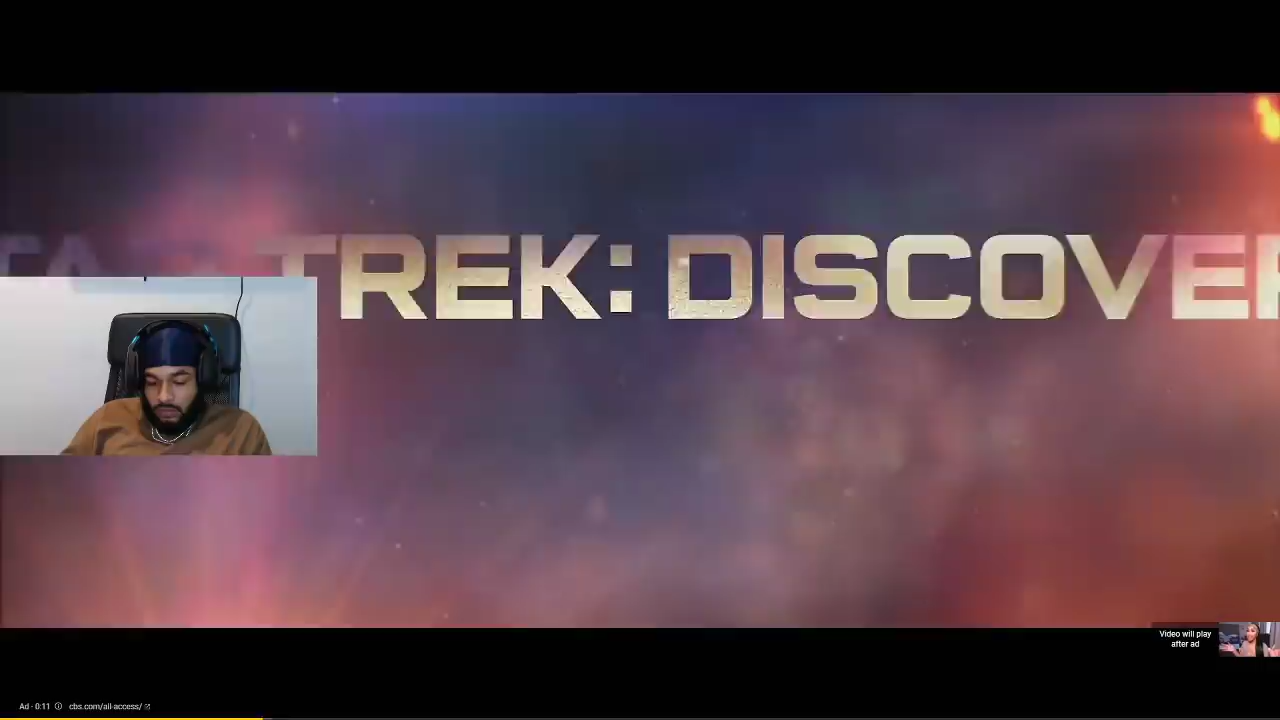 TREK: DISCOVER
Video will play
after ad
Ad · 0:11 cbs.com/all-access/